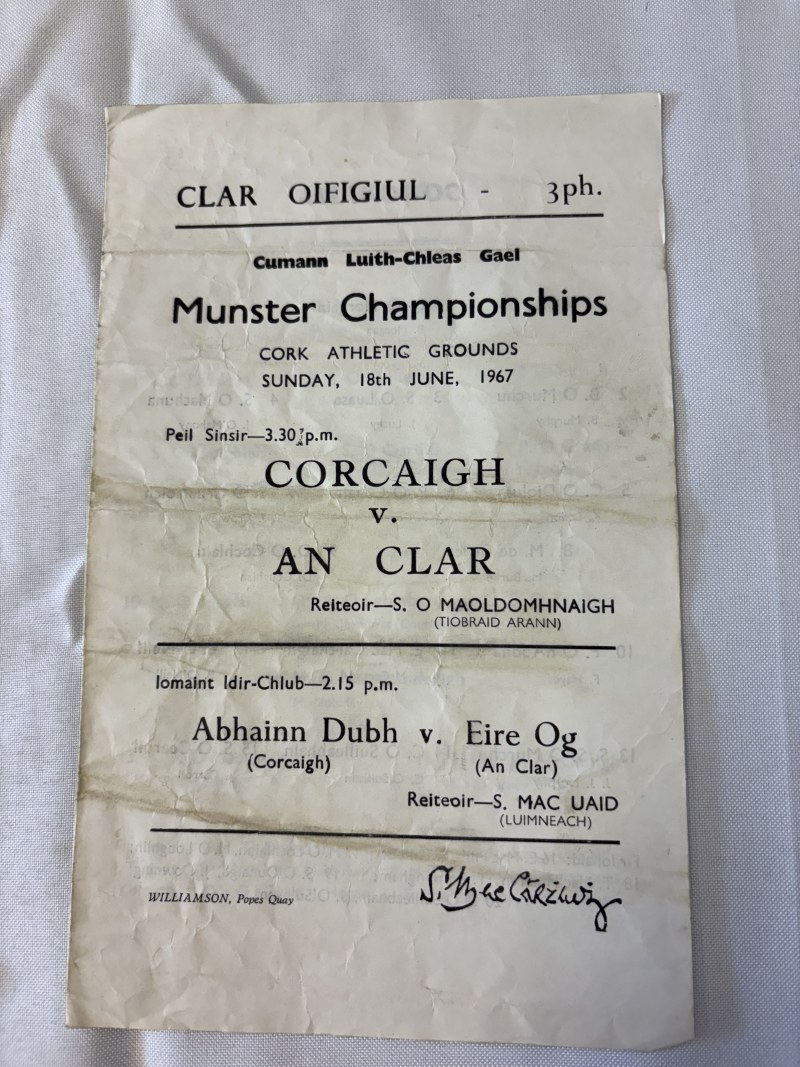 CLAR OIFIGIUL - 3ph.
Cumann Luith-Chleas Gael
Munster Championships
CORK ATHLETIC GROUNDS
SUNDAY, 18th JUNE, 1967
Peil Sinsir—3.30 p.m.
CORCAIGH
v.
AN CLAR
Reiteoir—S. O MAOLDOMHNAIGH
(TIOBRAID ARANN)
Iomaint Idir-Chlub—2.15 p.m.
Abhainn Dubh v. Eire Og
(Corcaigh) (An Clar)
Reiteoir—S. MAC UAID
(LUIMNEACH)
WILLIAMSON, Popes Quay